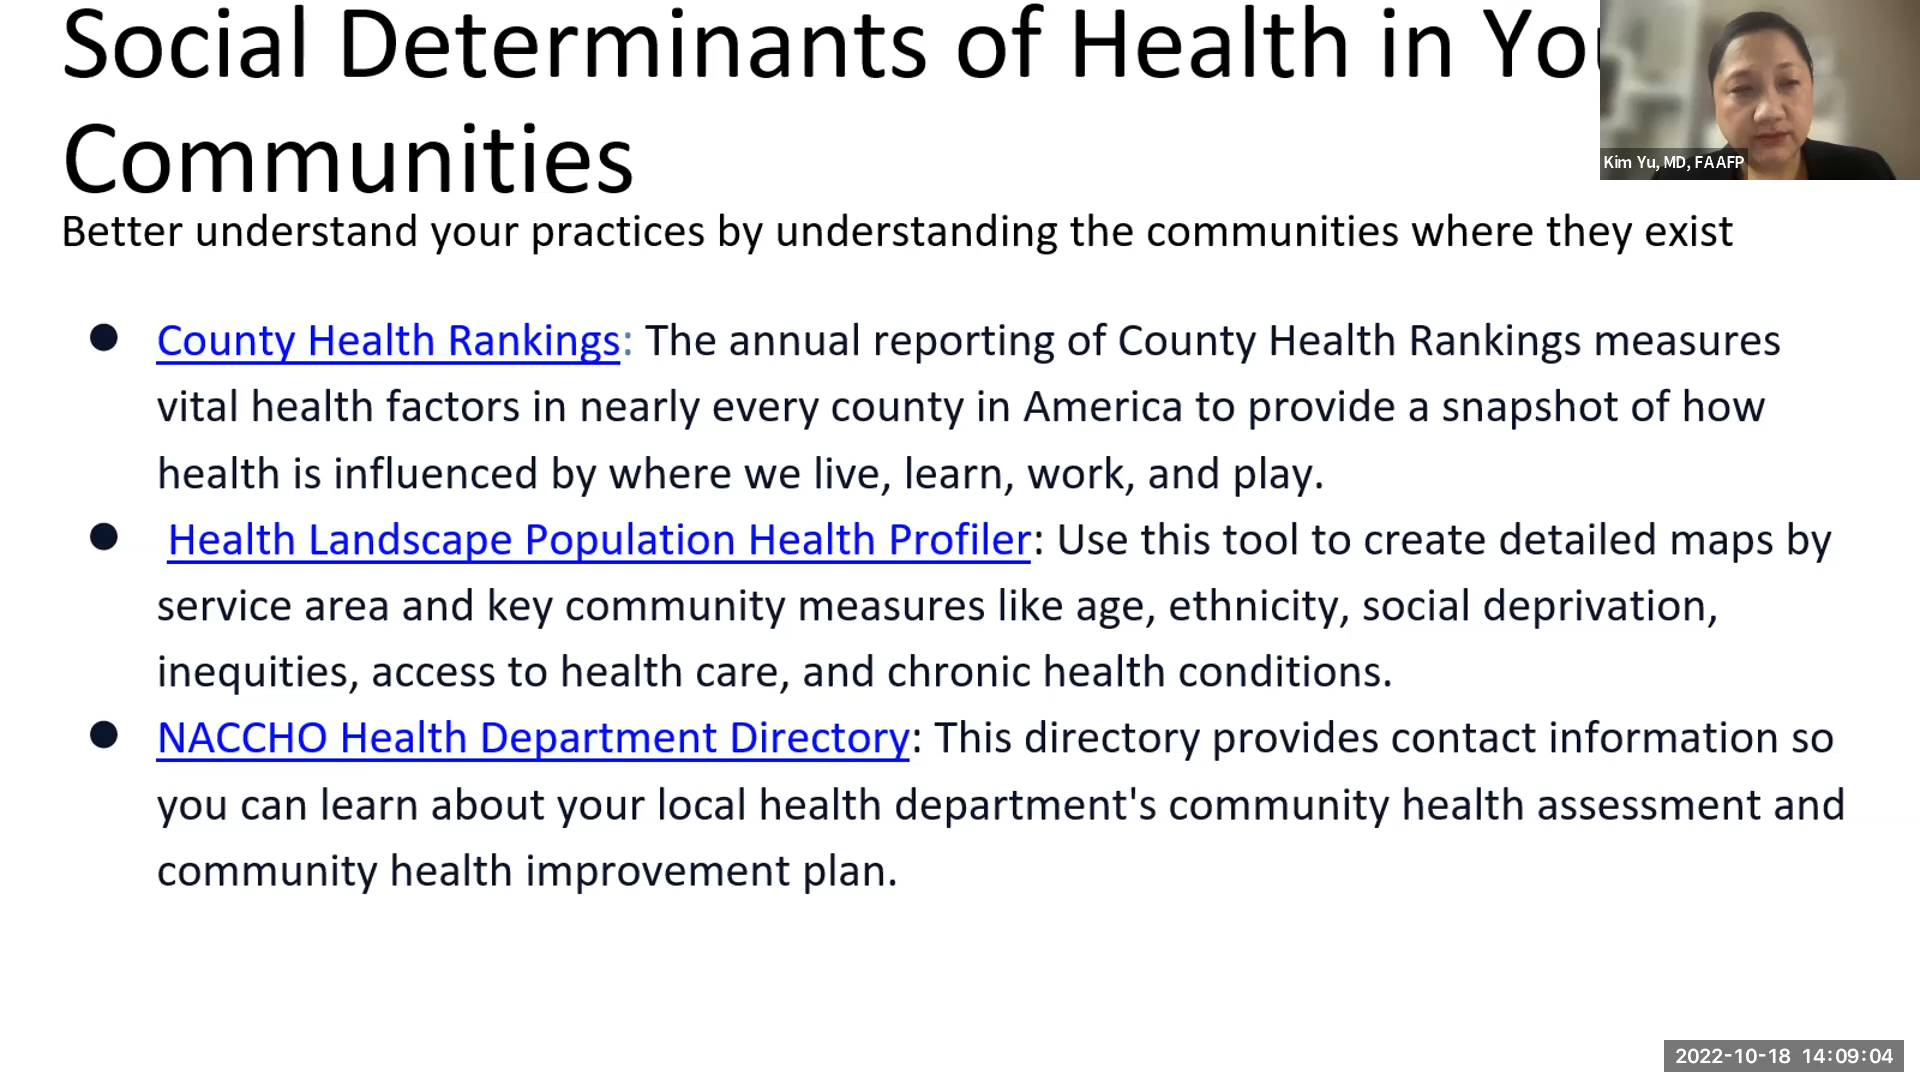 Social Determinants of Health in
Communities
Better understand your practices by understanding the communities where they exist
Kim Yu, MD, FAAFP
● County Health Rankings: The annual reporting of County Health Rankings measures
vital health factors in nearly every county in America to provide a snapshot of how
health is influenced by where we live, learn, work, and play.
● Health Landscape Population Health Profiler: Use this tool to create detailed maps by
service area and key community measures like age, ethnicity, social deprivation,
inequities, access to health care, and chronic health conditions.
● NACCHO Health Department Directory: This directory provides contact information so
you can learn about your local health department's community health assessment and
community health improvement plan.
2022-10-18 14:09:04